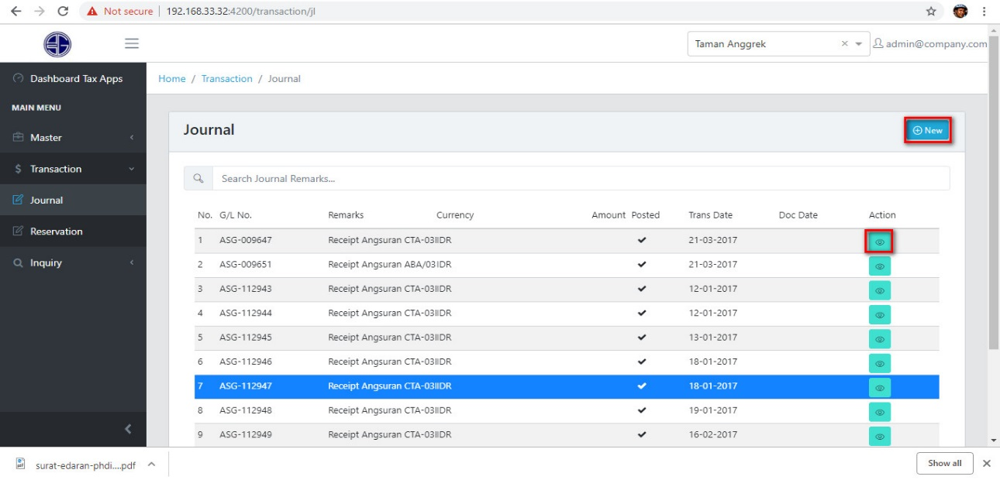 Not secure | 192.168.33.32:4200/transaction/jl
Taman Anggrek × admin@company.com
Dashboard Tax Apps
Home / Transaction / Journal
MAIN MENU
Master
Transaction
Journal
Reservation
Inquiry
Journal
New
Search Journal Remarks...
No. G/L No. Remarks Currency Amount Posted Trans Date Doc Date Action
1 ASG-009647 Receipt Angsuran CTA-03IIDR 21-03-2017
2 ASG-009651 Receipt Angsuran ABA/03IDR 21-03-2017
3 ASG-112943 Receipt Angsuran CTA-03IIDR 12-01-2017
4 ASG-112944 Receipt Angsuran CTA-03IIDR 12-01-2017
5 ASG-112945 Receipt Angsuran CTA-03IIDR 13-01-2017
6 ASG-112946 Receipt Angsuran CTA-03IIDR 18-01-2017
7 ASG-112947 Receipt Angsuran CTA-03IIDR 18-01-2017
8 ASG-112948 Receipt Angsuran CTA-03IIDR 19-01-2017
9 ASG-112949 Receipt Angsuran CTA-03IIDR 16-02-2017
surat-edaran-phdi....pdf
Show all